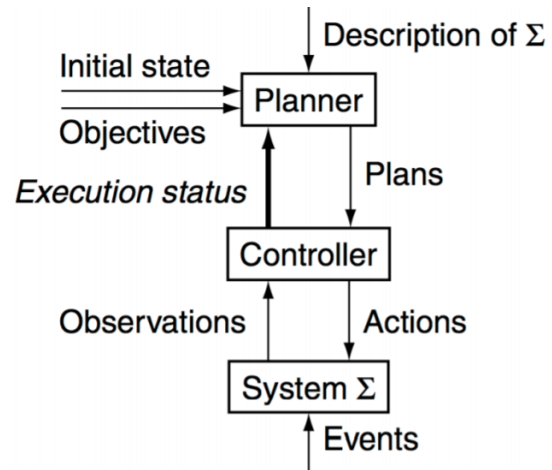 Description of Σ
Initial state
Planner
Objectives
Execution status
Plans
Controller
Observations
Actions
System Σ
Events